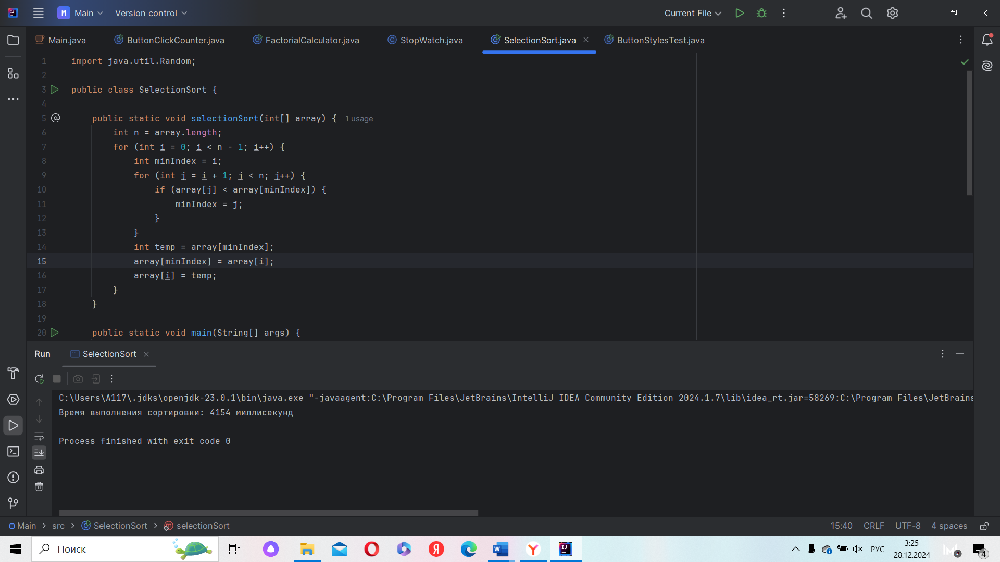 M Main Version control Current File
Main.java ButtonClickCounter.java FactorialCalculator.java StopWatch.java SelectionSort.java ButtonStylesTest.java
1 import java.util.Random;
2
3 public class SelectionSort {
4
5 public static void selectionSort(int[] array) { 1 usage
6 int n = array.length;
7 for (int i = 0; i < n - 1; i++) {
8 int minIndex = i;
9 for (int j = i + 1; j < n; j++) {
10 if (array[j] < array[minIndex]) {
11 minIndex = j;
12 }
13 }
14 int temp = array[minIndex];
15 array[minIndex] = array[i];
16 array[i] = temp;
17 }
18 }
19
20 public static void main(String[] args) {
Run SelectionSort
C:\Users\A117\.jdks\openjdk-23.0.1\bin\java.exe "-javaagent:C:\Program Files\JetBrains\IntelliJ IDEA Community Edition 2024.1.7\lib\idea_rt.jar=58269:C:\Program Files\JetBrains
Время выполнения сортировки: 4154 миллисекунд
Process finished with exit code 0
Main > src > SelectionSort > selectionSort 15:40 CRLF UTF-8 4 spaces
Поиск РУС 3:25
28.12.2024 3 4